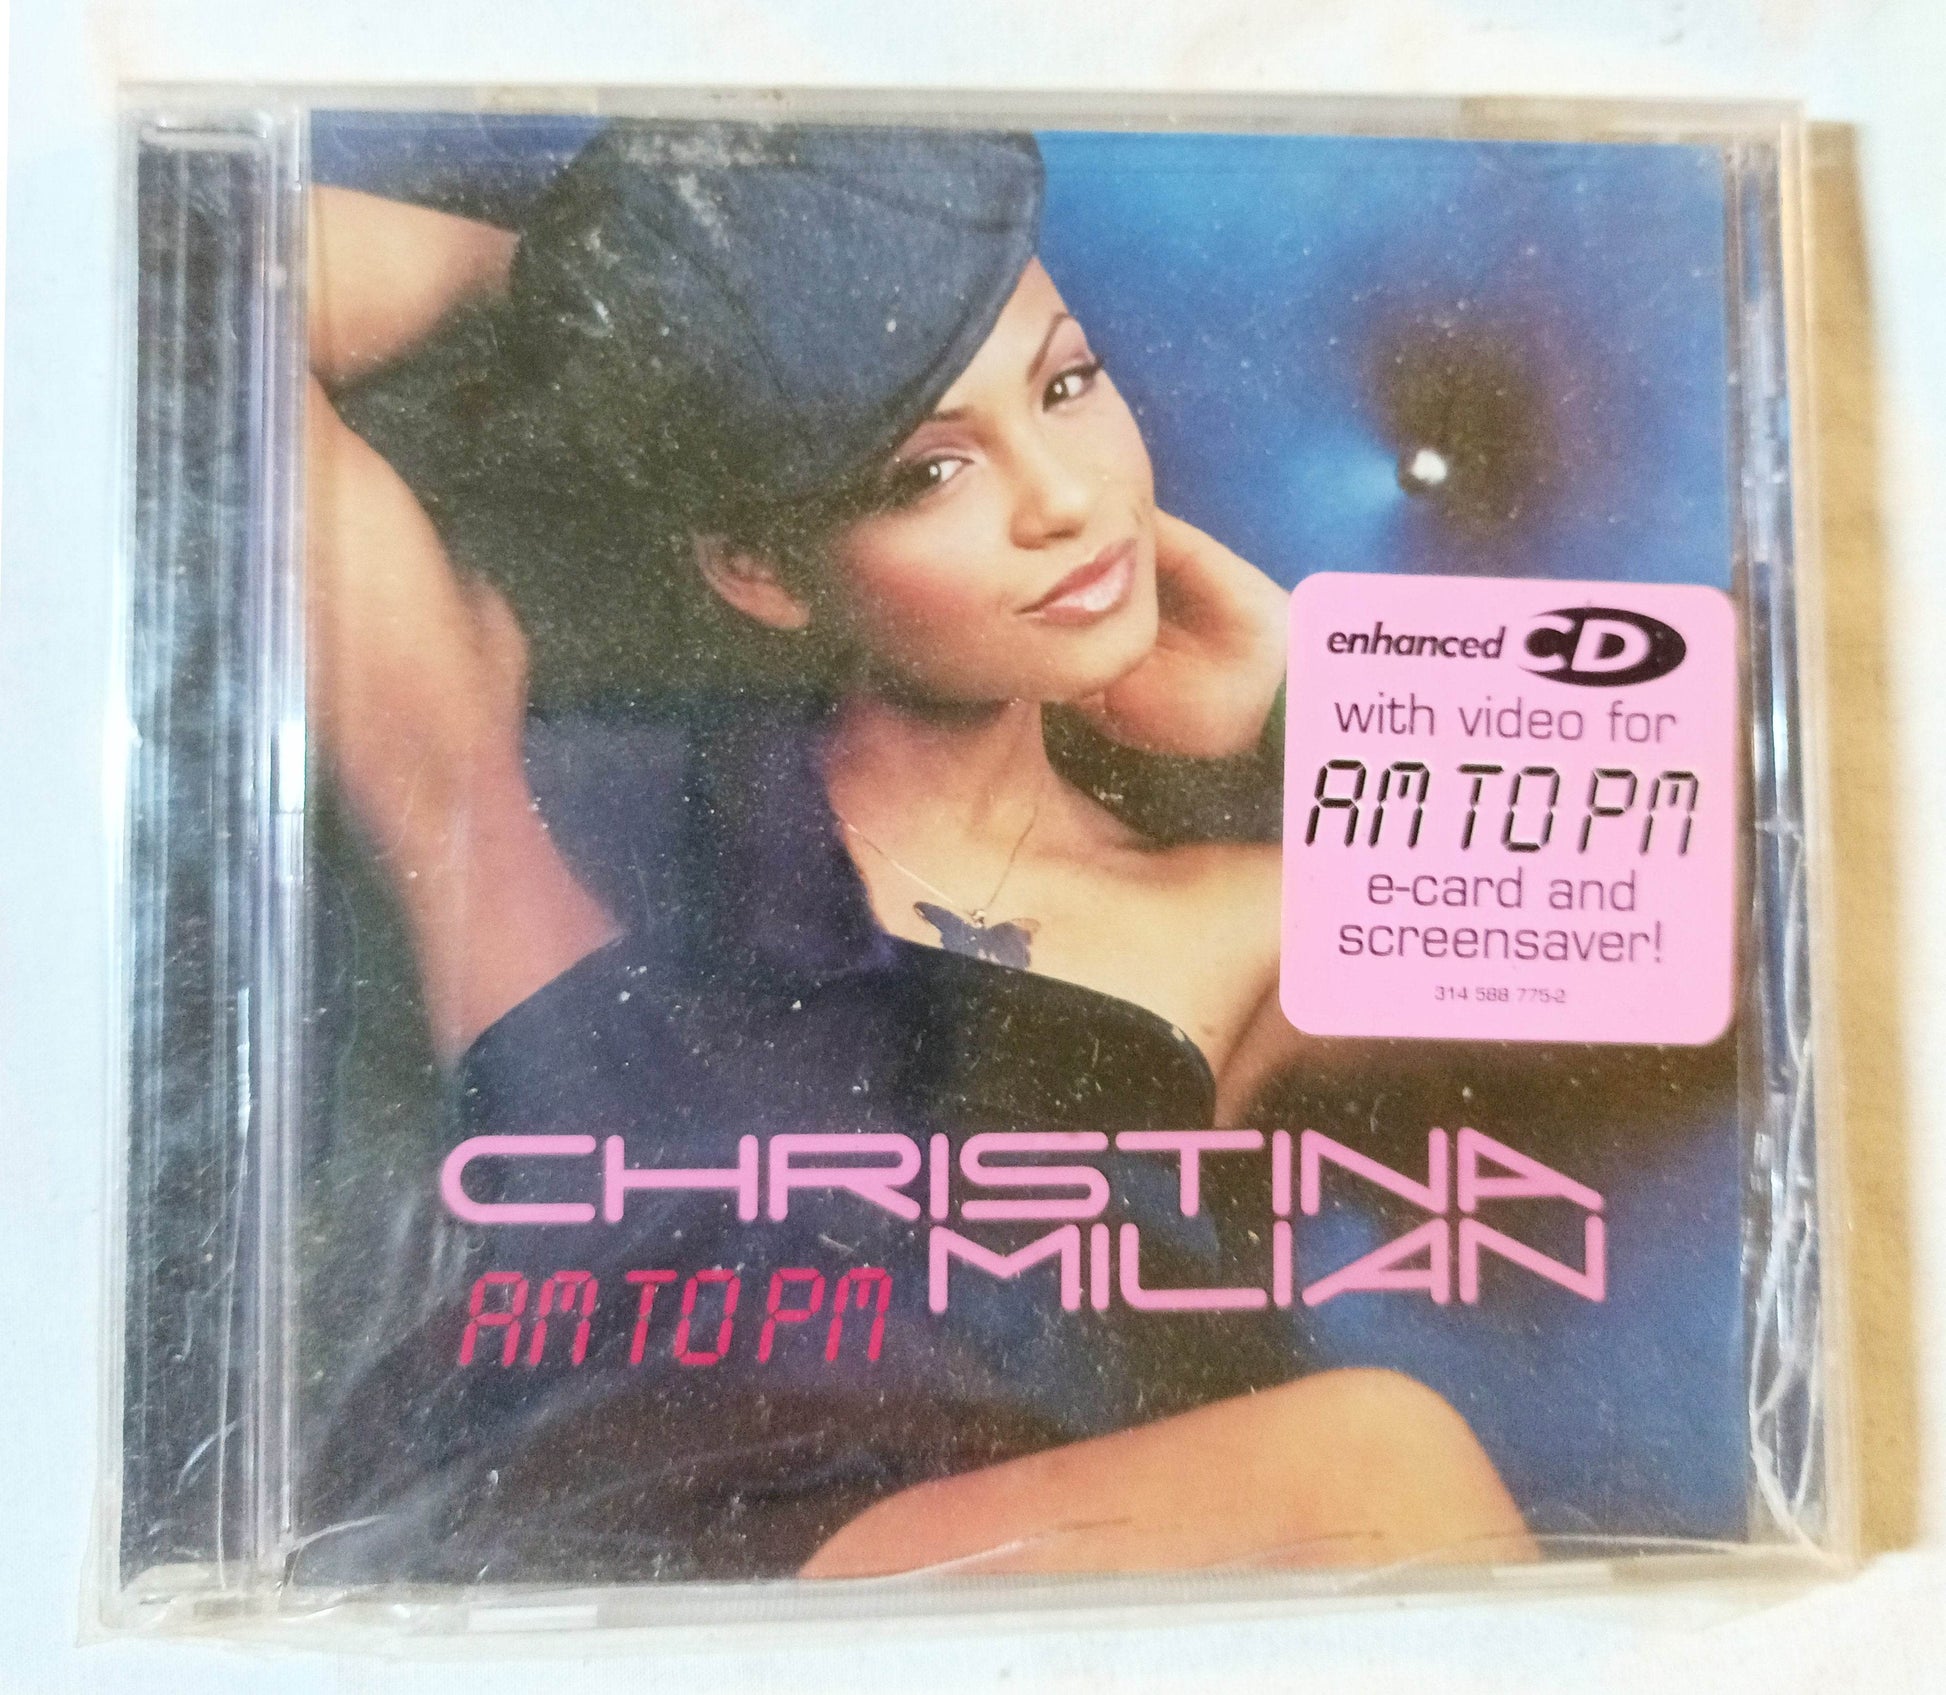 enhanced CD
with video for
AM TO PM
e-card and
screensaver!
314 588 775-2
CHRISTINA
MILIAN
AM TO PM